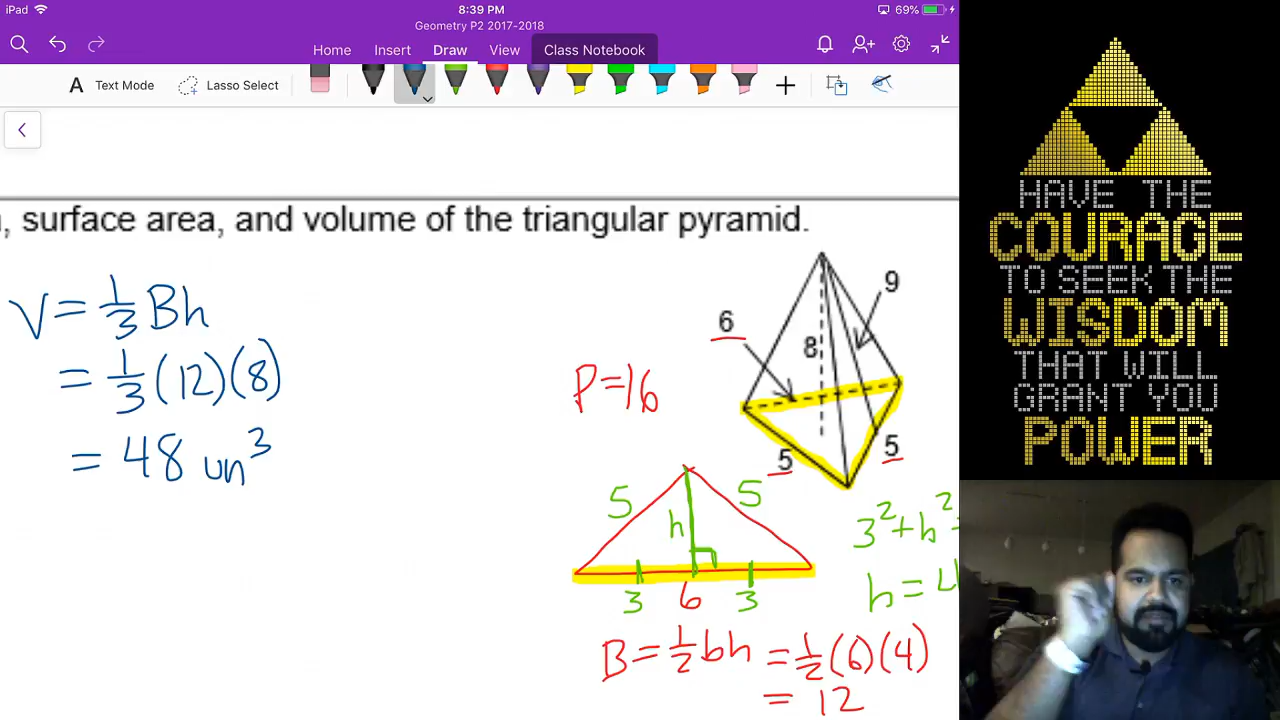 iPad 8:39 PM 69%
Geometry P2 2017-2018
Home Insert Draw View Class Notebook
A Text Mode Lasso Select
, surface area, and volume of the triangular pyramid.
V = 1/3 Bh
= 1/3 (12)(8)
= 48 un³
P=16
6
8
9
5
5
5
5
h
3 6 3
3² + h²
h = 4
B = 1/2 bh = 1/2 (6)(4)
= 12
HAVE THE
COURAGE
TO SEEK THE
WISDOM
THAT WILL
GRANT YOU
POWER